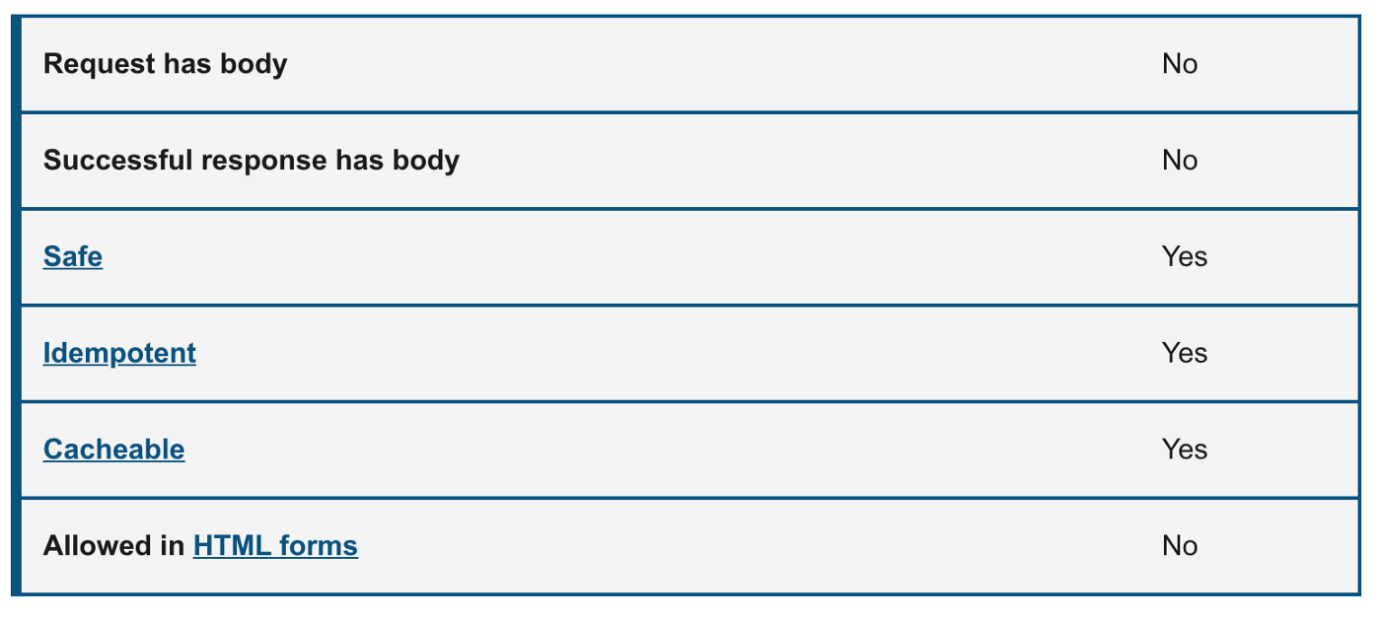 Request has body No
Successful response has body No
Safe Yes
Idempotent Yes
Cacheable Yes
Allowed in HTML forms No